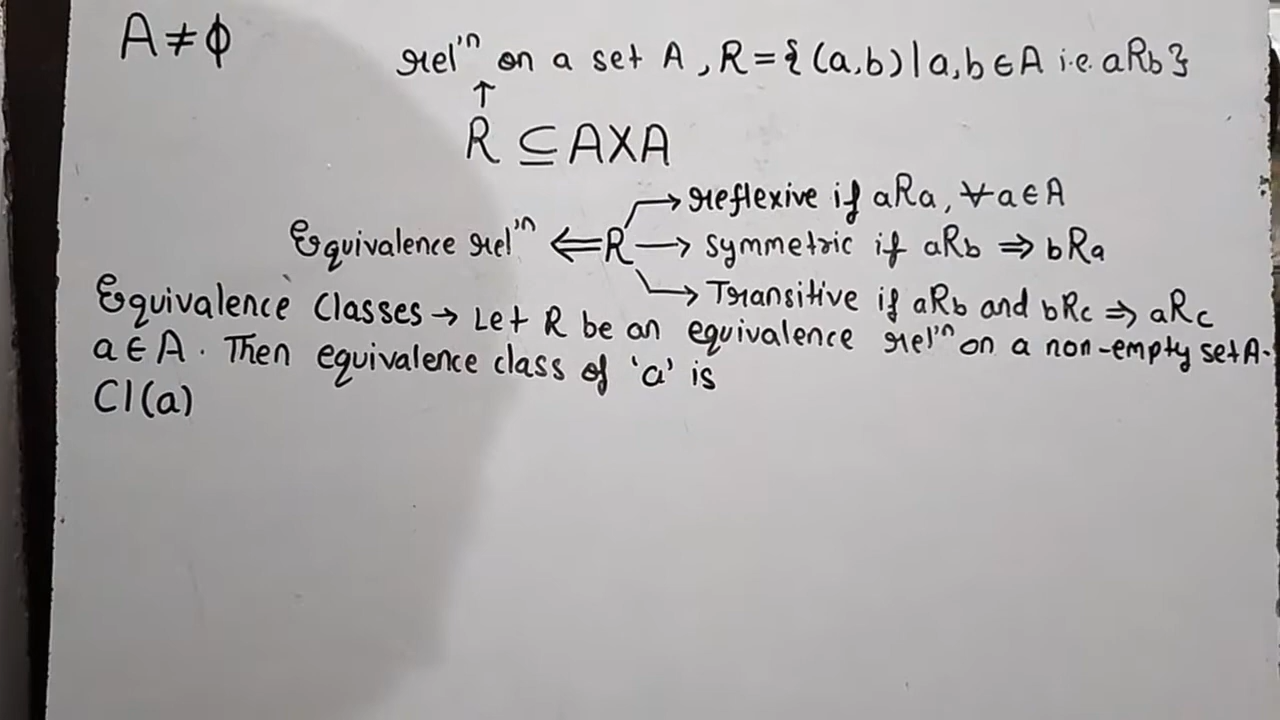 A≠ϕ
rel'n on a set A, R={(a,b)|a,b∈A i.e. aRb}
↑
R ⊆ AXA
→ reflexive if aRa, ∀a∈A
Equivalence rel'n ⇐ R → symmetric if aRb ⇒ bRa
→ Transitive if aRb and bRc ⇒ aRc
Equivalence Classes → Let R be an equivalence rel'n on a non-empty set A.
a∈A. Then equivalence class of 'a' is
Cl(a)